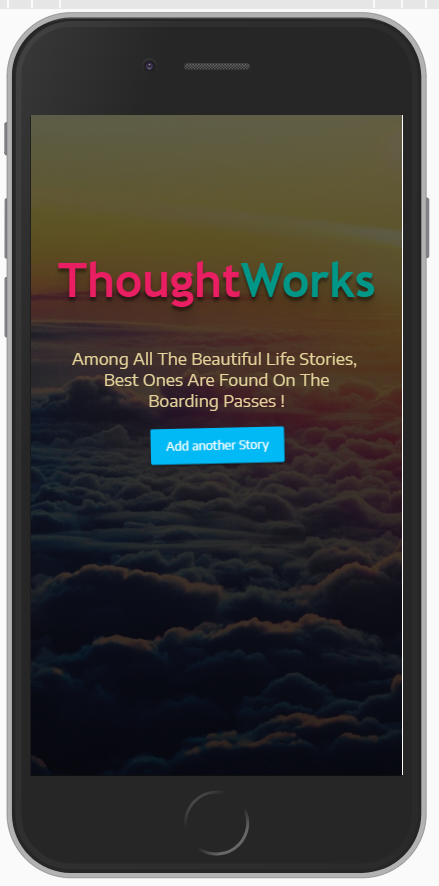 ThoughtWorks
Among All The Beautiful Life Stories,
Best Ones Are Found On The
Boarding Passes !
Add another Story